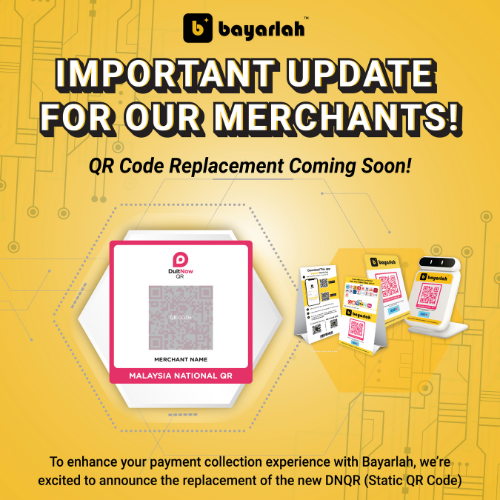 bayarlah™
IMPORTANT UPDATE
FOR OUR MERCHANTS!
QR Code Replacement Coming Soon!
DuitNow
QR
QR CODE
MERCHANT NAME
MALAYSIA NATIONAL QR
bayarlah
bayarlah
To enhance your payment collection experience with Bayarlah, we're
excited to announce the replacement of the new DNQR (Static QR Code)